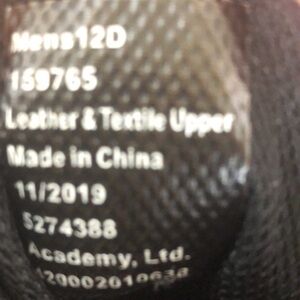 Mens12D
159765
Leather & Textile Upper
Made in China
11/2019
5274388
Academy, Ltd.